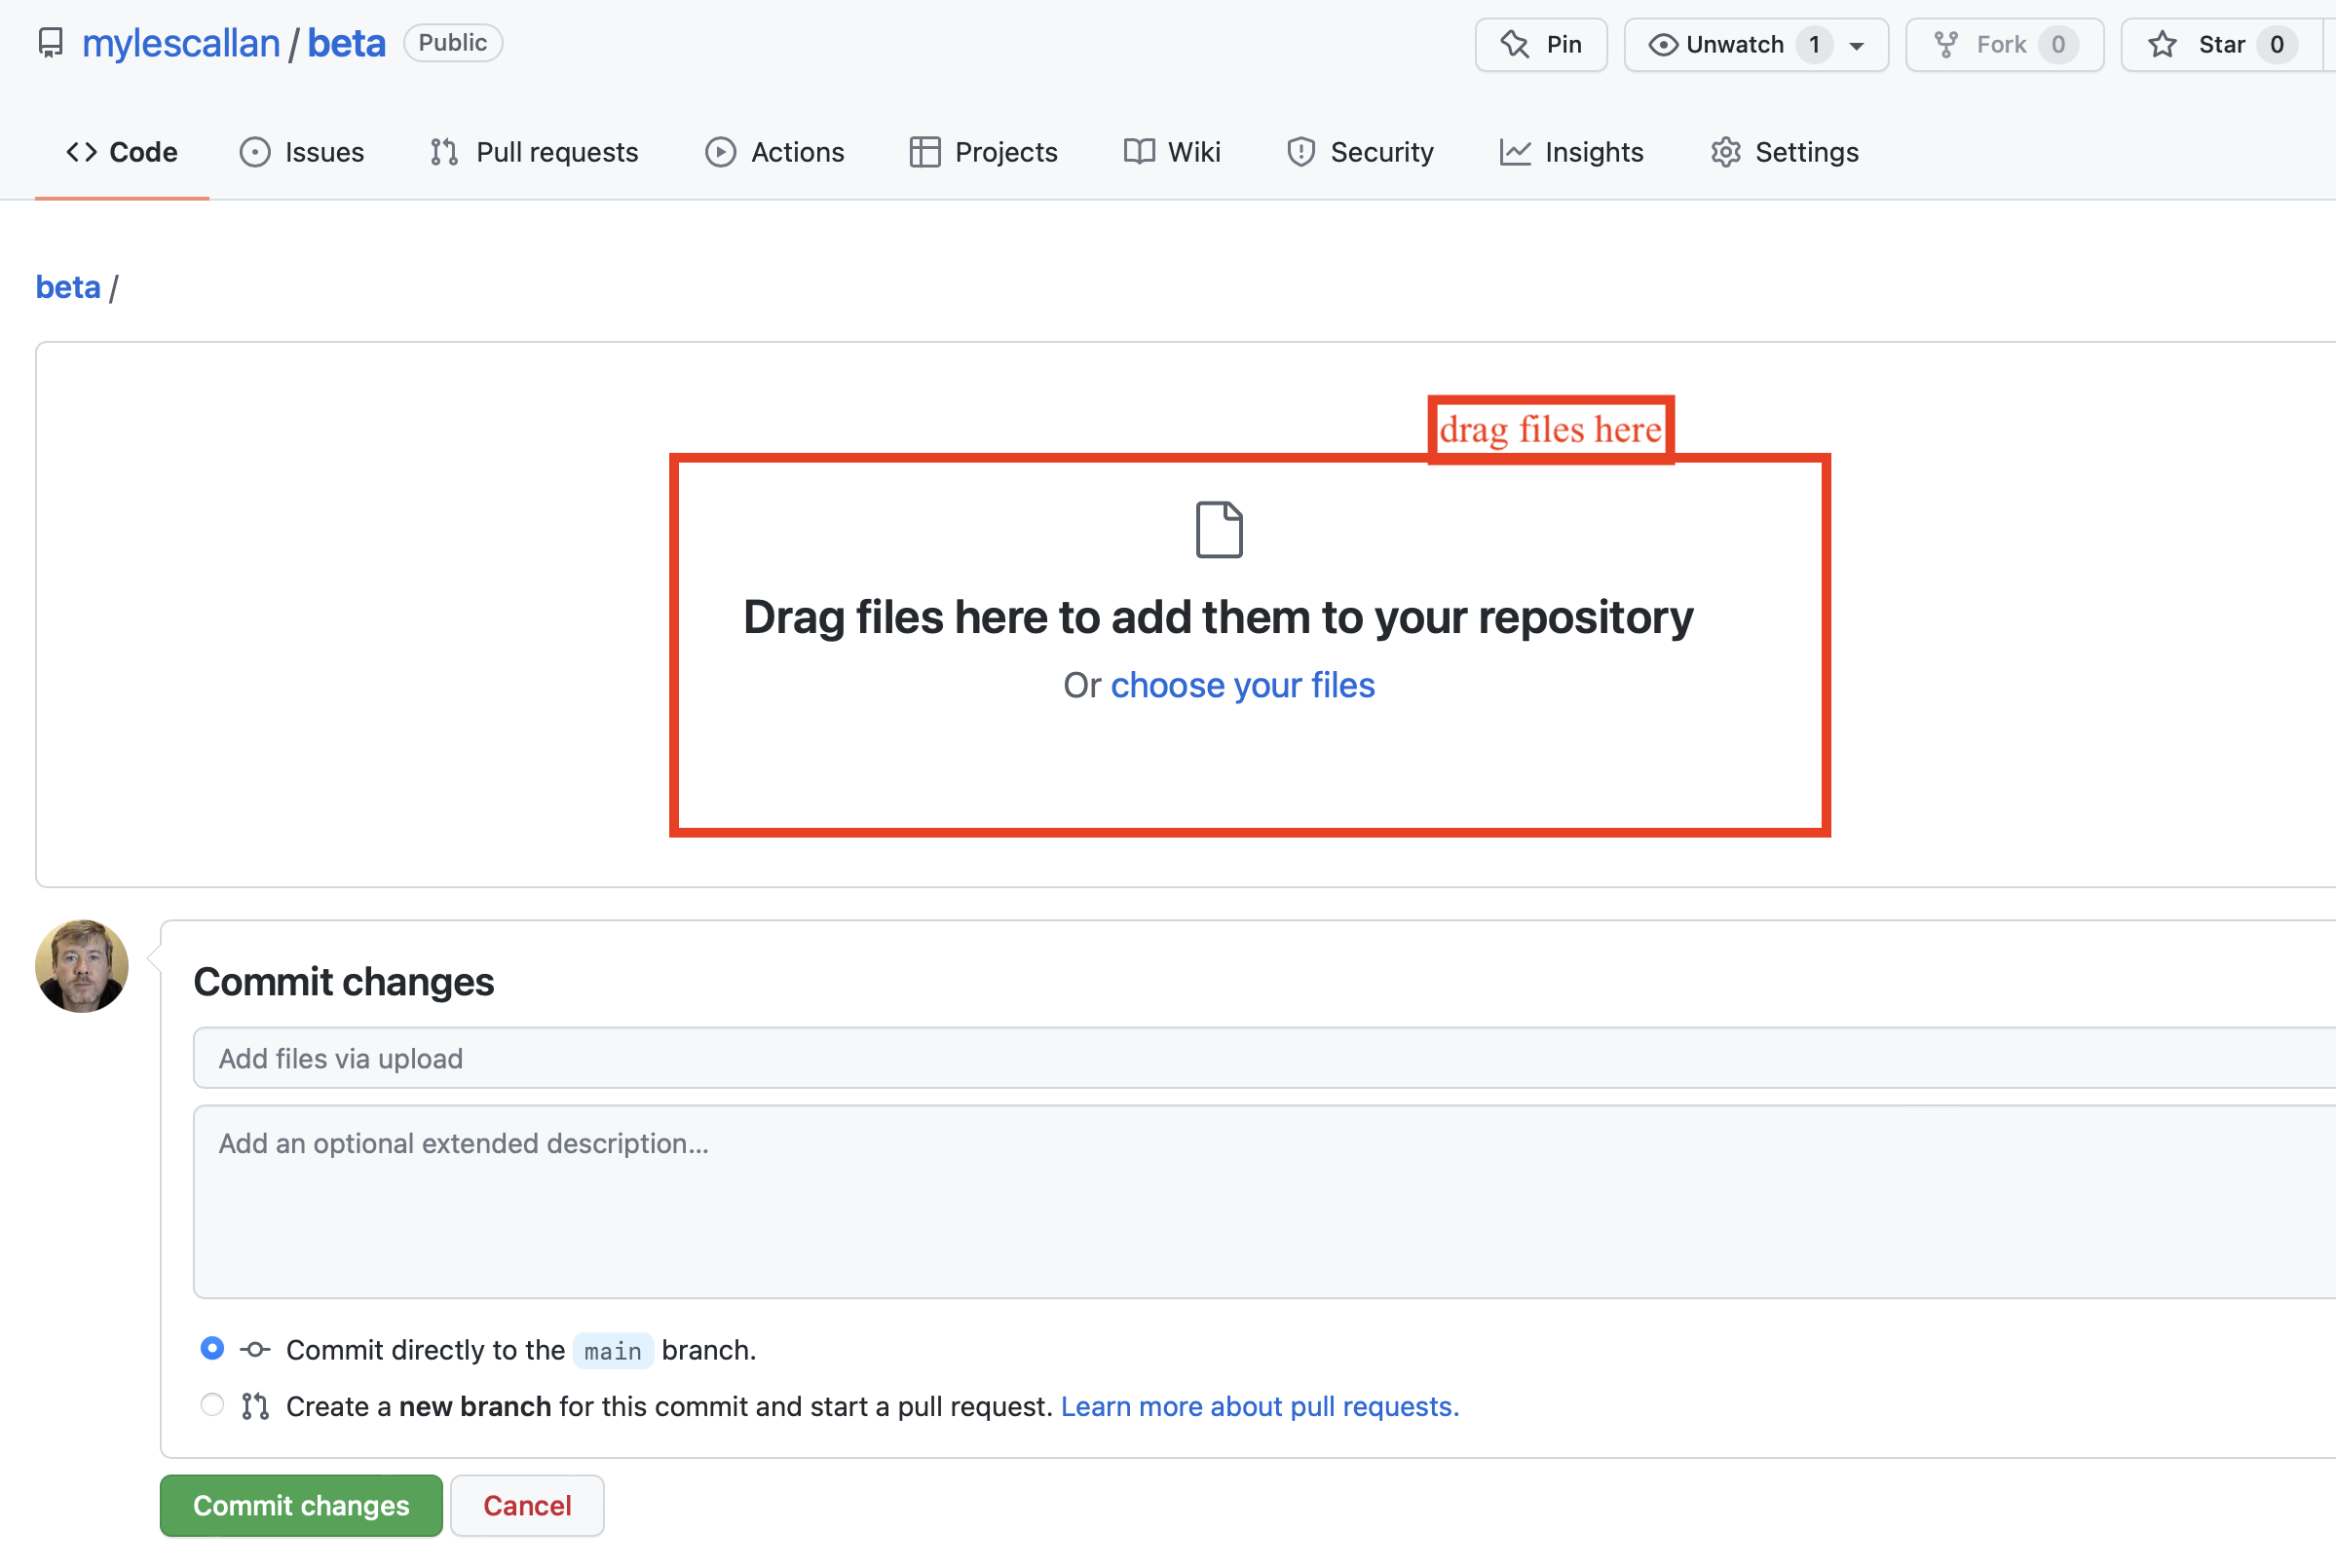 mylescallan / beta Public Pin Unwatch 1 Fork 0 Star 0
Code Issues Pull requests Actions Projects Wiki Security Insights Settings
beta /
drag files here
Drag files here to add them to your repository
Or choose your files
Commit changes
Add files via upload
Add an optional extended description...
Commit directly to the main branch.
Create a new branch for this commit and start a pull request. Learn more about pull requests.
Commit changes Cancel